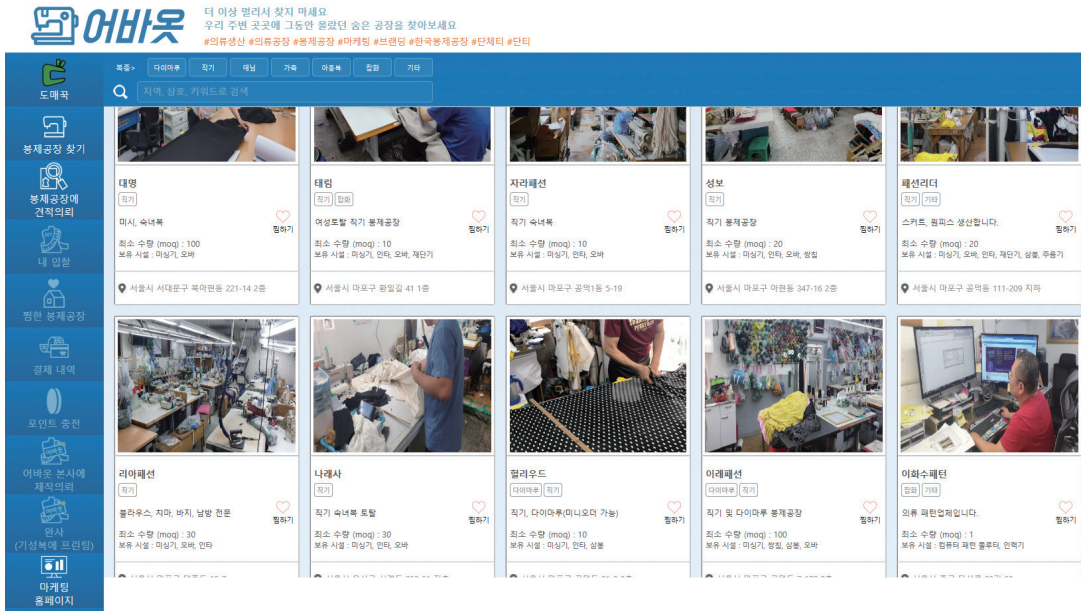 어바옷
더 이상 멀리서 찾지 마세요
우리 주변 곳곳에 그동안 몰랐던 숨은 공장을 찾아보세요
#의류생산 #의류공장 #봉제공장 #마케팅 #브랜딩 #한국봉제공장 #단체티 #단티
도매꾹
복종> 다이마루 직기 데님 가죽 아동복 잡화 기타
지역, 상호, 키워드로 검색
봉제공장 찾기
봉제공장에
견적의뢰
내 입찰
찜한 봉제공장
결제 내역
포인트 충전
어바옷 본사에
제작의뢰
완사
(기성복에 프린팅)
마케팅
홈페이지
대명
직기
미시, 숙녀복
찜하기
최소 수량 (moq) : 100
보유 시설 : 미싱기, 오바
서울시 서대문구 북아현동 221-14 2층
태림
직기 잡화
여성토탈 직기 봉제공장
찜하기
최소 수량 (moq) : 10
보유 시설 : 미싱기, 인타, 오바, 재단기
서울시 마포구 환일길 41 1층
자라패션
직기
직기 숙녀복
찜하기
최소 수량 (moq) : 10
보유 시설 : 미싱기, 인타, 오바
서울시 마포구 공덕1동 5-19
성보
직기
직기 봉제공장
찜하기
최소 수량 (moq) : 20
보유 시설 : 미싱기, 인타, 오바, 쌍침
서울시 마포구 아현동 347-16 2층
패션리더
직기 기타
스커트, 원피스 생산합니다.
찜하기
최소 수량 (moq) : 20
보유 시설 : 미싱기, 오바, 인타, 재단기, 삼봉, 주름기
서울시 마포구 공덕동 111-209 지하
리아패션
직기
블라우스, 치마, 바지, 남방 전문
찜하기
최소 수량 (moq) : 30
보유 시설 : 미싱기, 오바, 인타
나래사
직기
직기 숙녀복 토탈
찜하기
최소 수량 (moq) : 30
보유 시설 : 미싱기, 인타, 오바
헐리우드
다이마루 직기
직기, 다이마루(미니오더 가능)
찜하기
최소 수량 (moq) : 10
보유 시설 : 미싱기, 인타, 삼봉
이레패션
다이마루 직기
직기 및 다이마루 봉제공장
찜하기
최소 수량 (moq) : 100
보유 시설 : 미싱기, 쌍침, 삼봉, 오바
이화수패턴
잡화 기타
의류 패턴업체입니다.
찜하기
최소 수량 (moq) : 1
보유 시설 : 컴퓨터 패턴 플로터, 인력기